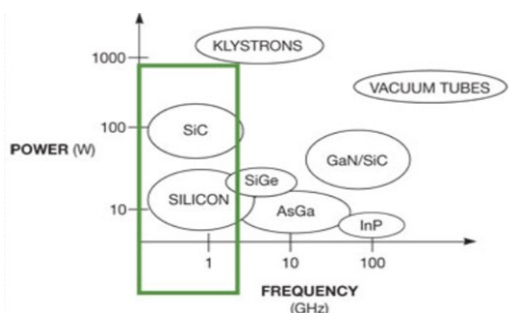 KLYSTRONS
1000
VACUUM TUBES
100
SiC
POWER (W)
GaN/SiC
SiGe
SILICON
AsGa
10
InP
1 10 100
FREQUENCY
(GHz)